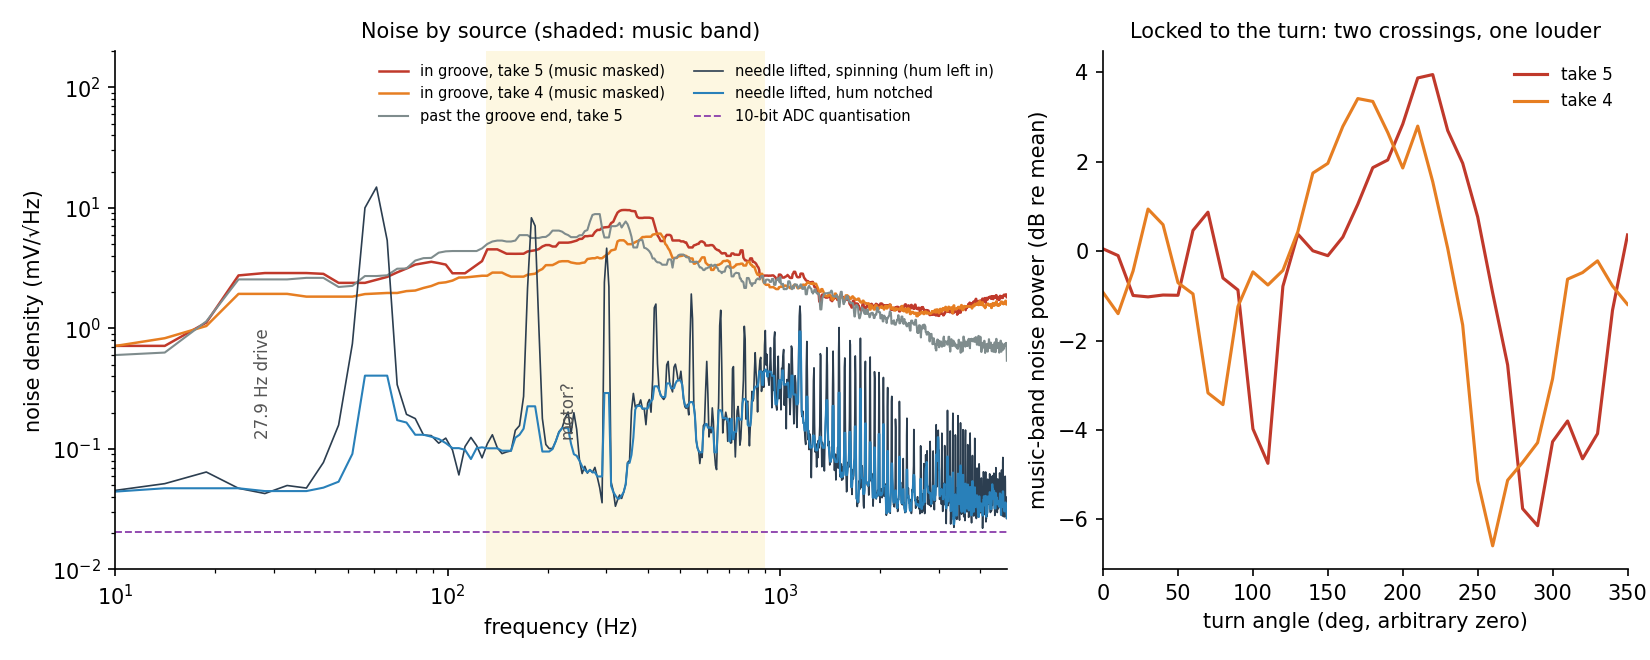 Noise by source (shaded: music band)
noise density (mV/√Hz)
10²
10¹
10⁰
10⁻¹
10⁻²
in groove, take 5 (music masked)
in groove, take 4 (music masked)
past the groove end, take 5
needle lifted, spinning (hum left in)
needle lifted, hum notched
10-bit ADC quantisation
27.9 Hz drive
motor?
10¹
10²
10³
frequency (Hz)
Locked to the turn: two crossings, one louder
music-band noise power (dB re mean)
4
2
0
−2
−4
−6
take 5
take 4
0
50
100
150
200
250
300
350
turn angle (deg, arbitrary zero)